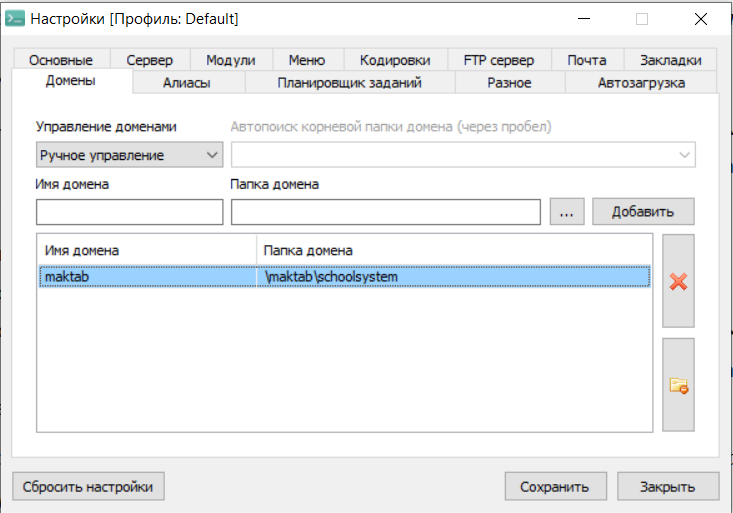 Настройки [Профиль: Default]
Основные Сервер Модули Меню Кодировки FTP сервер Почта Закладки
Домены Алиасы Планировщик заданий Разное Автозагрузка
Управление доменами Автопоиск корневой папки домена (через пробел)
Ручное управление
Имя домена Папка домена
... Добавить
Имя домена Папка домена
maktab \maktab\schoolsystem
Сбросить настройки Сохранить Закрыть